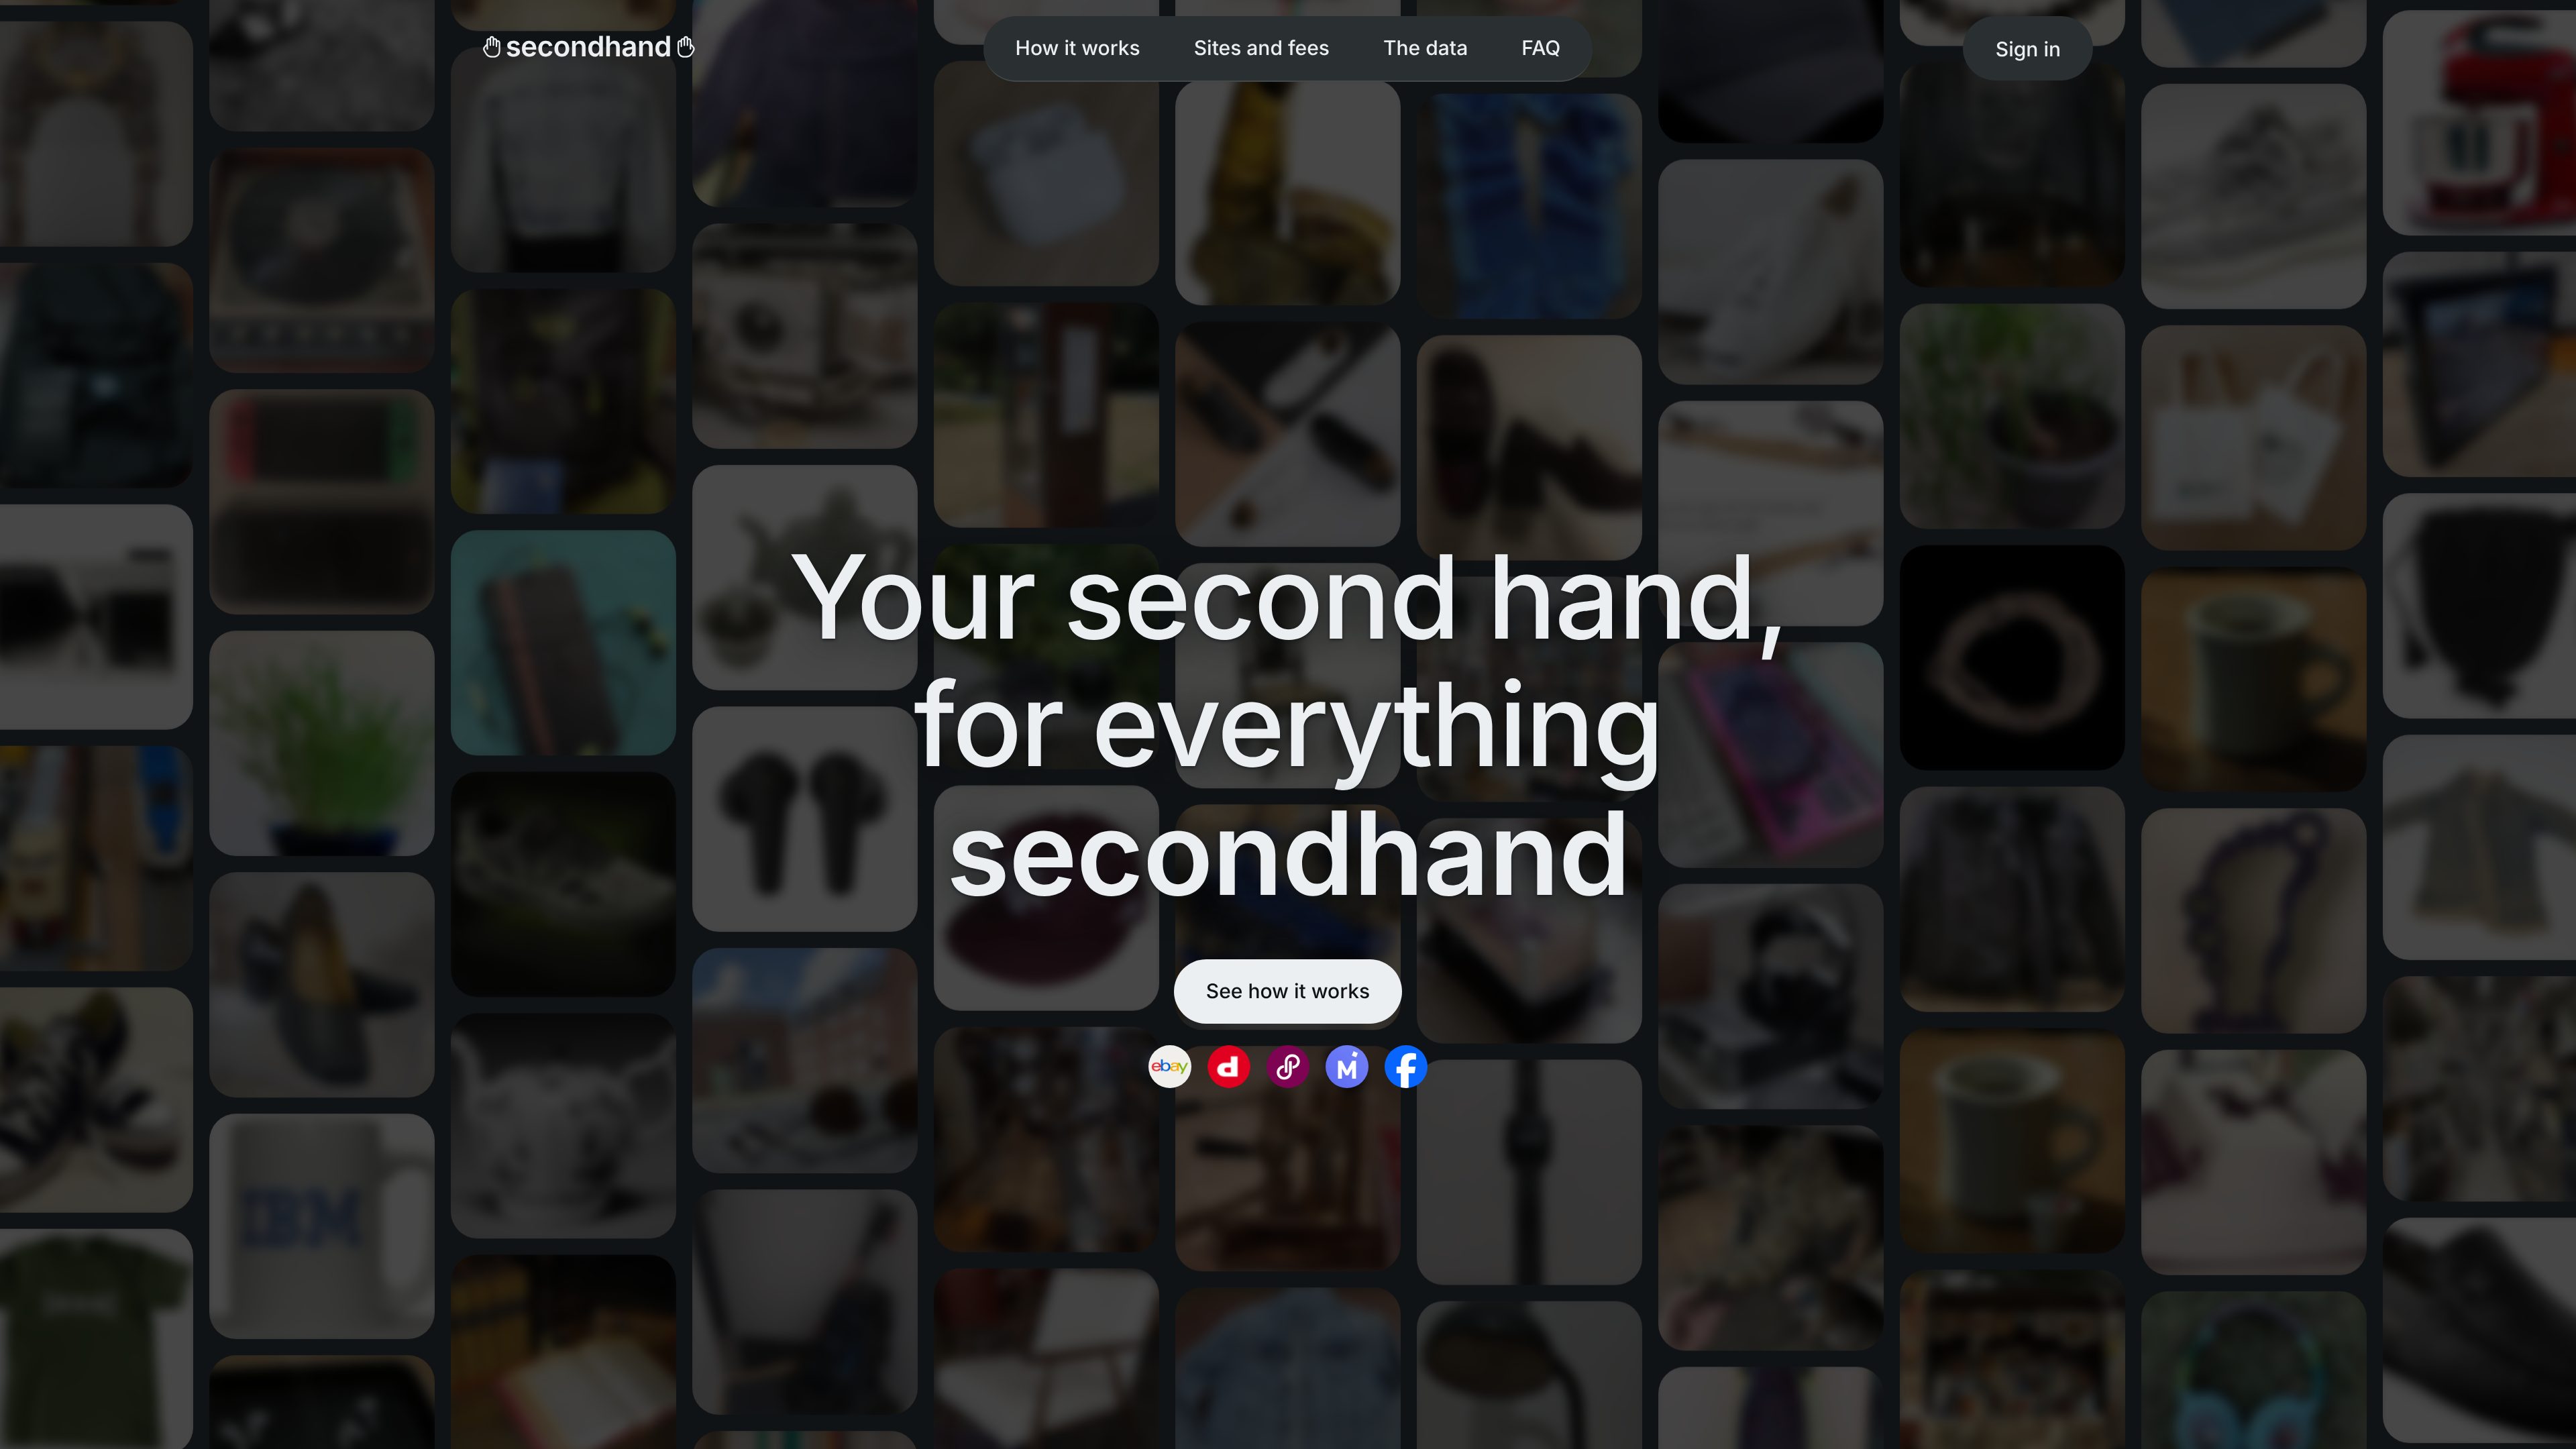 secondhand
How it works
Sites and fees
The data
FAQ
Sign in
Your second hand,
for everything
secondhand
See how it works
ebay
IBM